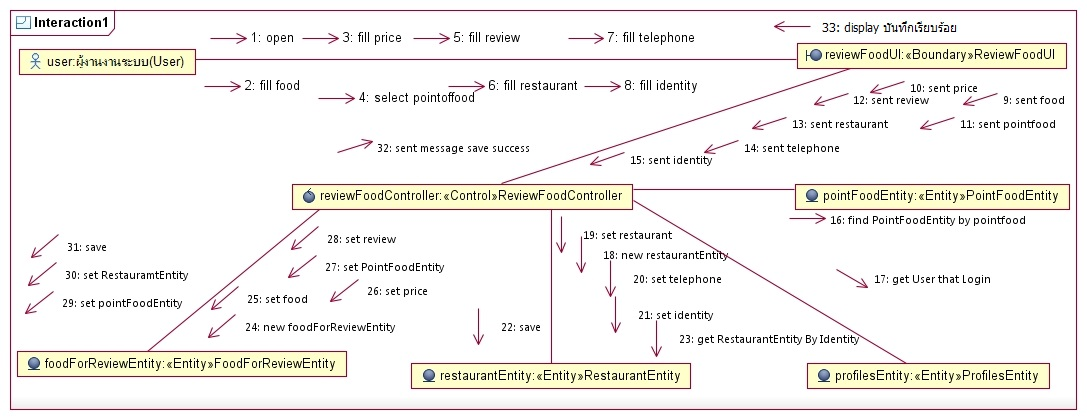 Interaction1
33: display บันทึกเรียบร้อย
1: open
3: fill price
5: fill review
7: fill telephone
user:ผู้งานงานระบบ(User)
reviewFoodUI:«Boundary»ReviewFoodUI
2: fill food
4: select pointoffood
6: fill restaurant
8: fill identity
10: sent price
12: sent review
9: sent food
13: sent restaurant
11: sent pointfood
32: sent message save success
14: sent telephone
15: sent identity
reviewFoodController:«Control»ReviewFoodController
pointFoodEntity:«Entity»PointFoodEntity
16: find PointFoodEntity by pointfood
31: save
28: set review
19: set restaurant
18: new restaurantEntity
30: set RestauramtEntity
27: set PointFoodEntity
20: set telephone
17: get User that Login
29: set pointFoodEntity
25: set food
26: set price
21: set identity
24: new foodForReviewEntity
22: save
23: get RestaurantEntity By Identity
foodForReviewEntity:«Entity»FoodForReviewEntity
restaurantEntity:«Entity»RestaurantEntity
profilesEntity:«Entity»ProfilesEntity